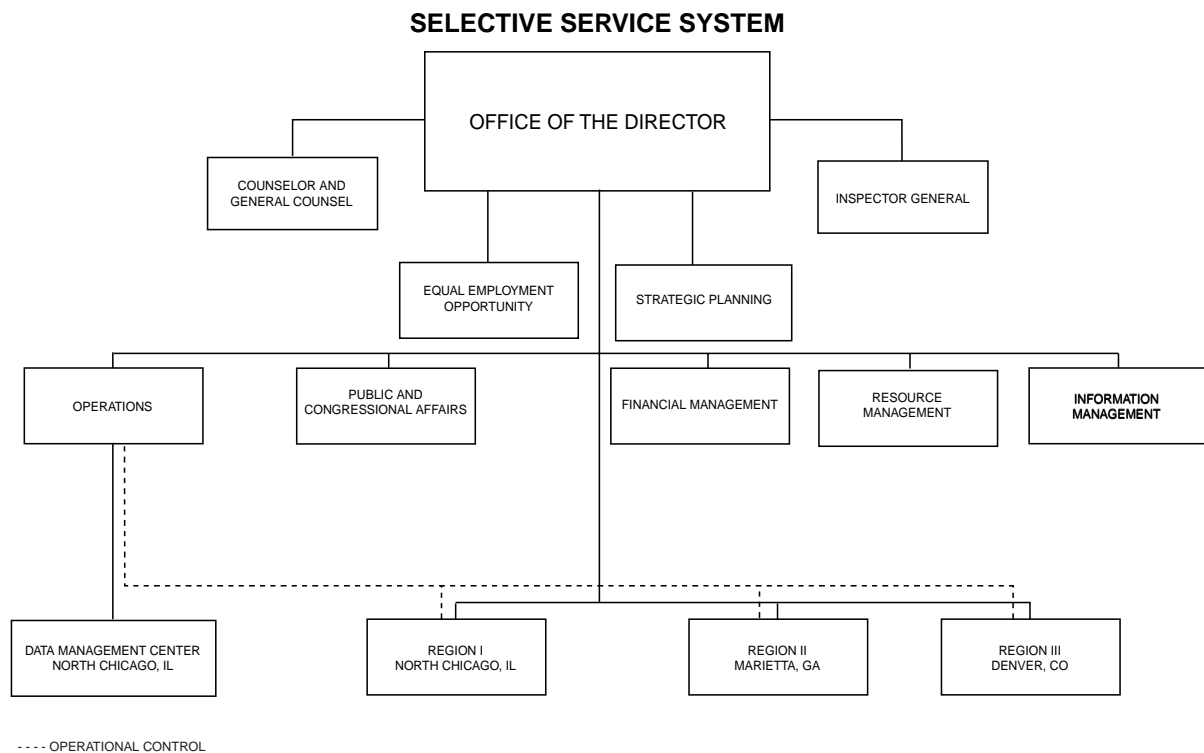 SELECTIVE SERVICE SYSTEM
OFFICE OF THE DIRECTOR
COUNSELOR AND
GENERAL COUNSEL
INSPECTOR GENERAL
EQUAL EMPLOYMENT
OPPORTUNITY
STRATEGIC PLANNING
OPERATIONS
PUBLIC AND
CONGRESSIONAL AFFAIRS
FINANCIAL MANAGEMENT
RESOURCE
MANAGEMENT
INFORMATION
MANAGEMENT
DATA MANAGEMENT CENTER
NORTH CHICAGO, IL
REGION I
NORTH CHICAGO, IL
REGION II
MARIETTA, GA
REGION III
DENVER, CO
- - - - OPERATIONAL CONTROL